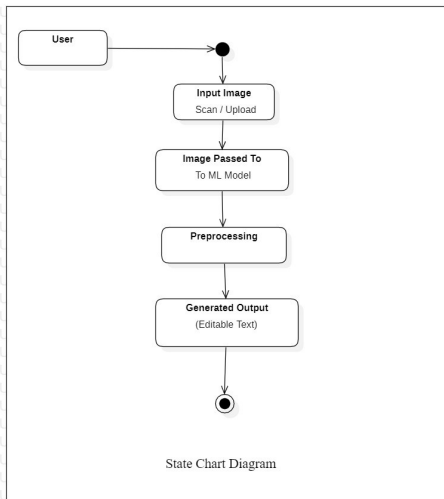 User
Input Image
Scan / Upload
Image Passed To
To ML Model
Preprocessing
Generated Output
(Editable Text)
State Chart Diagram